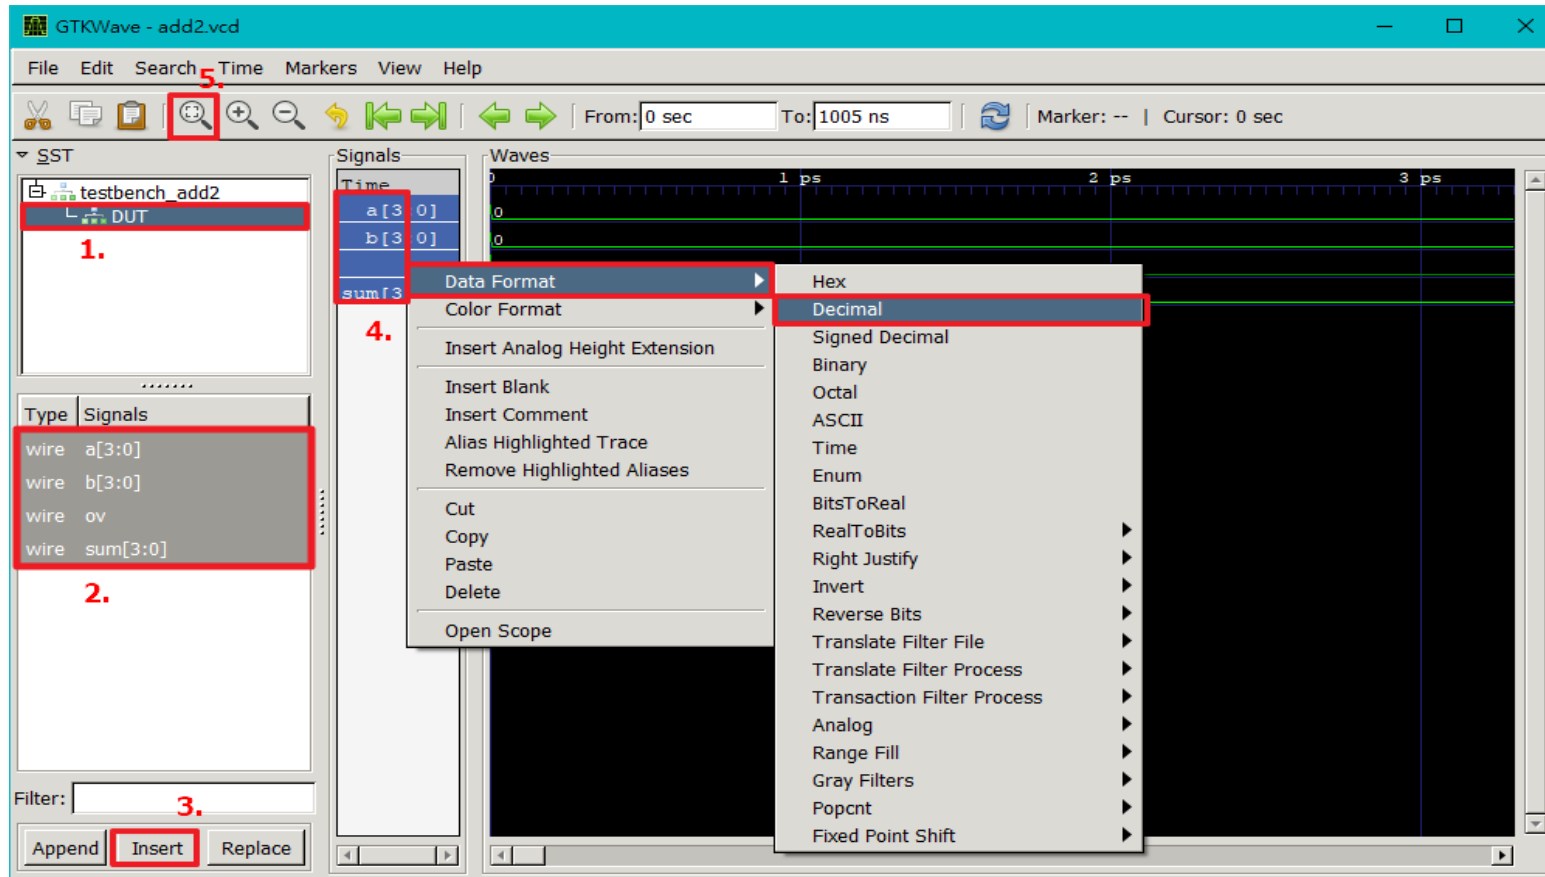 GTKWave - add2.vcd
File Edit Search Time Markers View Help
5.
From: 0 sec To: 1005 ns Marker: -- | Cursor: 0 sec
SST
testbench_add2
DUT
1.
Type Signals
wire a[3:0]
wire b[3:0]
wire ov
wire sum[3:0]
2.
Filter:
3.
Append Insert Replace
Signals
Time
a[3:0]
b[3:0]
sum[3
4.
Waves
0 1 ps 2 ps 3 ps
0
0
Data Format
Color Format
Insert Analog Height Extension
Insert Blank
Insert Comment
Alias Highlighted Trace
Remove Highlighted Aliases
Cut
Copy
Paste
Delete
Open Scope
Hex
Decimal
Signed Decimal
Binary
Octal
ASCII
Time
Enum
BitsToReal
RealToBits
Right Justify
Invert
Reverse Bits
Translate Filter File
Translate Filter Process
Transaction Filter Process
Analog
Range Fill
Gray Filters
Popcnt
Fixed Point Shift